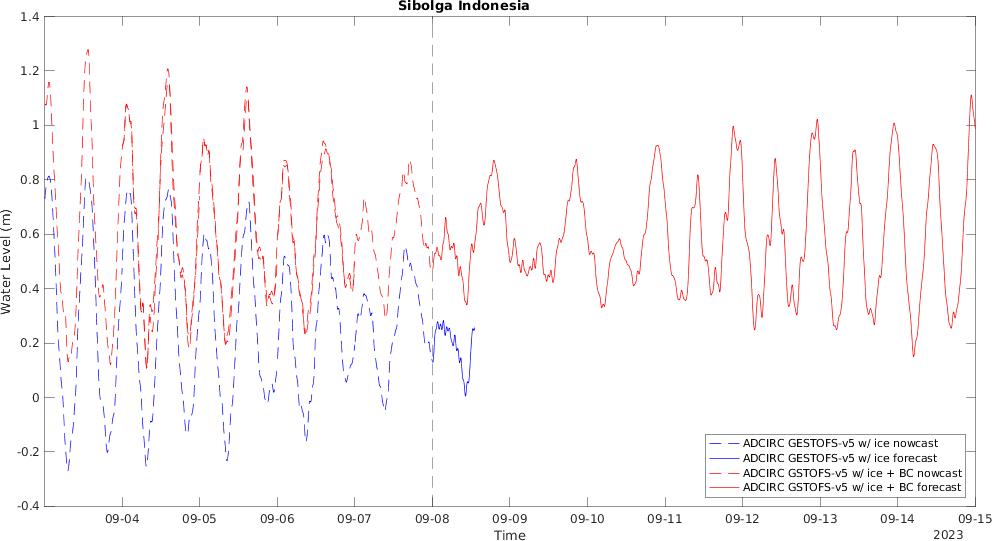 Sibolga Indonesia
1.4
1.2
1
0.8
0.6
0.4
0.2
0
-0.2
-0.4
Water Level (m)
ADCIRC GESTOFS-v5 w/ ice nowcast
ADCIRC GESTOFS-v5 w/ ice forecast
ADCIRC GSTOFS-v5 w/ ice + BC nowcast
ADCIRC GSTOFS-v5 w/ ice + BC forecast
09-04 09-05 09-06 09-07 09-08 09-09 09-10 09-11 09-12 09-13 09-14 09-15
Time
2023